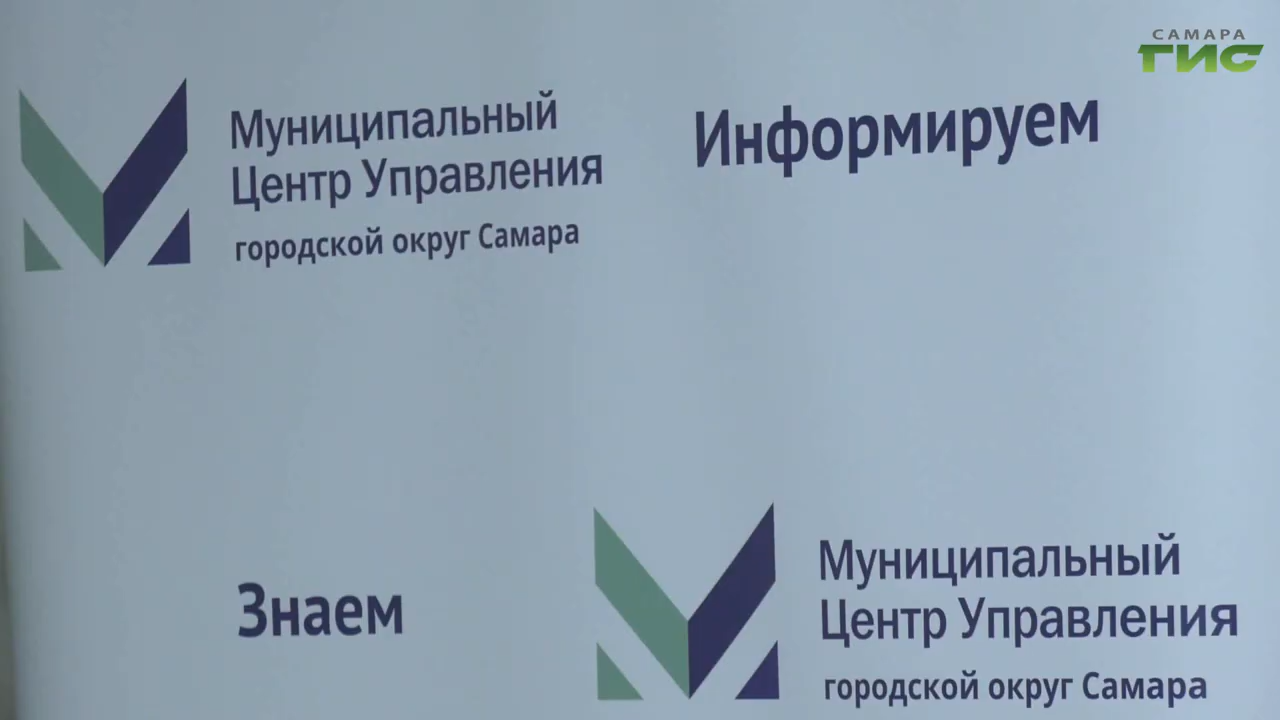 САМАРА
ГИС
Муниципальный
Центр Управления
городской округ Самара
Информируем
Знаем
Муниципальный
Центр Управления
городской округ Самара